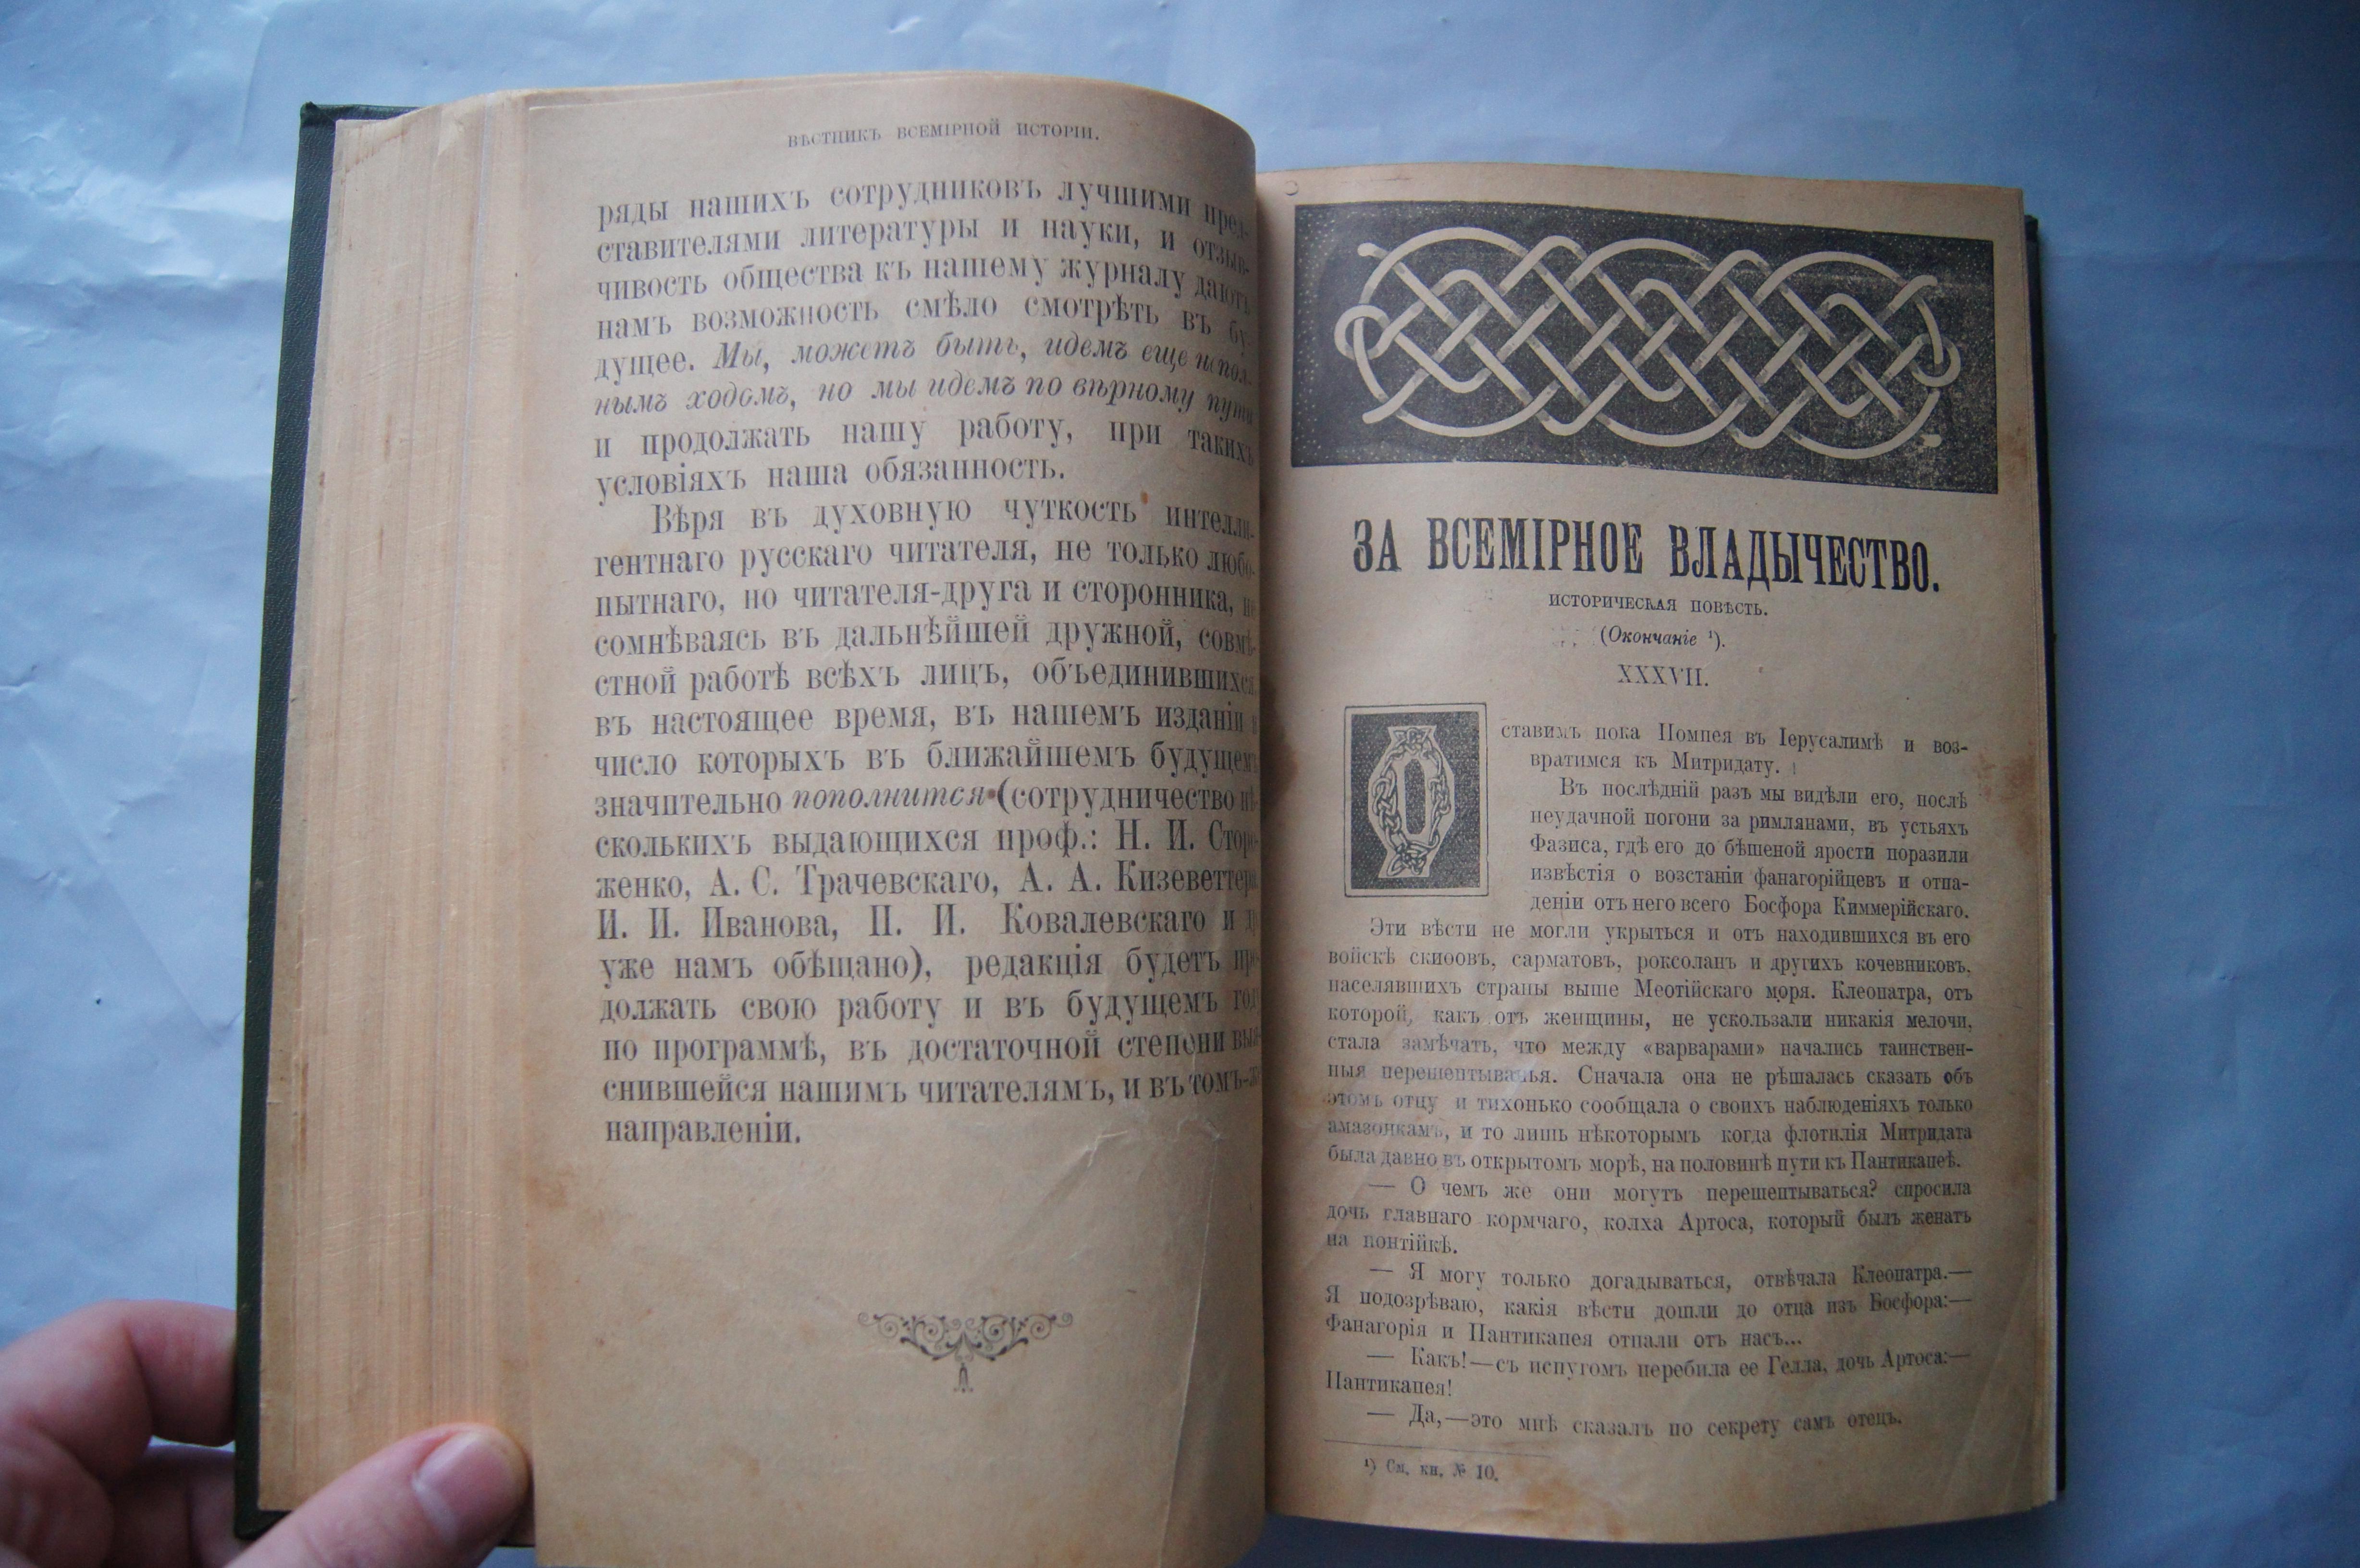 ВѢСТНИКЪ ВСЕМІРНОЙ ИСТОРІИ.
ряды нашихъ сотрудниковъ лучшими пред-
ставителями литературы и науки, и отзыв-
чивость общества къ нашему журналу даютъ
намъ возможность смѣло смотрѣть въ бу-
дущее. Мы, можетъ быть, идемъ еще непол-
нымъ ходомъ, но мы идемъ по вѣрному пути
и продолжать нашу работу, при такихъ
условіяхъ наша обязанность.
Вѣря въ духовную чуткость интелли-
гентнаго русскаго читателя, не только любо-
пытнаго, но читателя-друга и сторонника, не
сомнѣваясь въ дальнѣйшей дружной, совмѣ-
стной работѣ всѣхъ лицъ, объединившихся,
въ настоящее время, въ нашемъ изданіи и
число которыхъ въ ближайшемъ будущемъ
значительно пополнится (сотрудничество нѣ-
сколькихъ выдающихся проф.: Н. И. Сторо-
женко, А. С. Трачевскаго, А. А. Кизеветтера,
И. И. Иванова, П. И. Ковалевскаго и др.
уже намъ обѣщано), редакція будетъ про-
должать свою работу и въ будущемъ году
по программѣ, въ достаточной степени выя-
снившейся нашимъ читателямъ, и въ томъ-же
направленіи.
ЗА ВСЕМІРНОЕ ВЛАДЫЧЕСТВО.
ИСТОРИЧЕСКАЯ ПОВѢСТЬ.
(Окончаніе ¹).
XXXVII.
Оставимъ пока Помпея въ Іерусалимѣ и воз-
вратимся къ Митридату.
Въ послѣдній разъ мы видѣли его, послѣ
неудачной погони за римлянами, въ устьяхъ
Фазиса, гдѣ его до бѣшеной ярости поразили
извѣстія о возстаніи фанагорійцевъ и отпа-
деніи отъ него всего Босфора Киммерійскаго.
Эти вѣсти не могли укрыться и отъ находившихся въ его
войскѣ скиѳовъ, сарматовъ, роксоланъ и другихъ кочевниковъ,
населявшихъ страны выше Меотійскаго моря. Клеопатра, отъ
которой, какъ отъ женщины, не ускользали никакія мелочи,
стала замѣчать, что между «варварами» начались таинствен-
ныя перешептыванья. Сначала она не рѣшалась сказать объ
этомъ отцу и тихонько сообщала о своихъ наблюденіяхъ только
амазонкамъ, и то лишь нѣкоторымъ когда флотилія Митридата
была давно въ открытомъ морѣ, на половинѣ пути къ Пантикапеѣ.
— О чемъ же они могутъ перешептываться? спросила
дочь главнаго кормчаго, колха Артоса, который былъ женатъ
на понтійкѣ.
— Я могу только догадываться, отвѣчала Клеопатра.—
Я подозрѣваю, какія вѣсти дошли до отца изъ Босфора:—
Фанагорія и Пантикапея отпали отъ насъ...
— Какъ!—съ испугомъ перебила ее Гелла, дочь Артоса:—
Пантикапея!
— Да,—это мнѣ сказалъ по секрету самъ отецъ.
¹) См. кн. № 10.